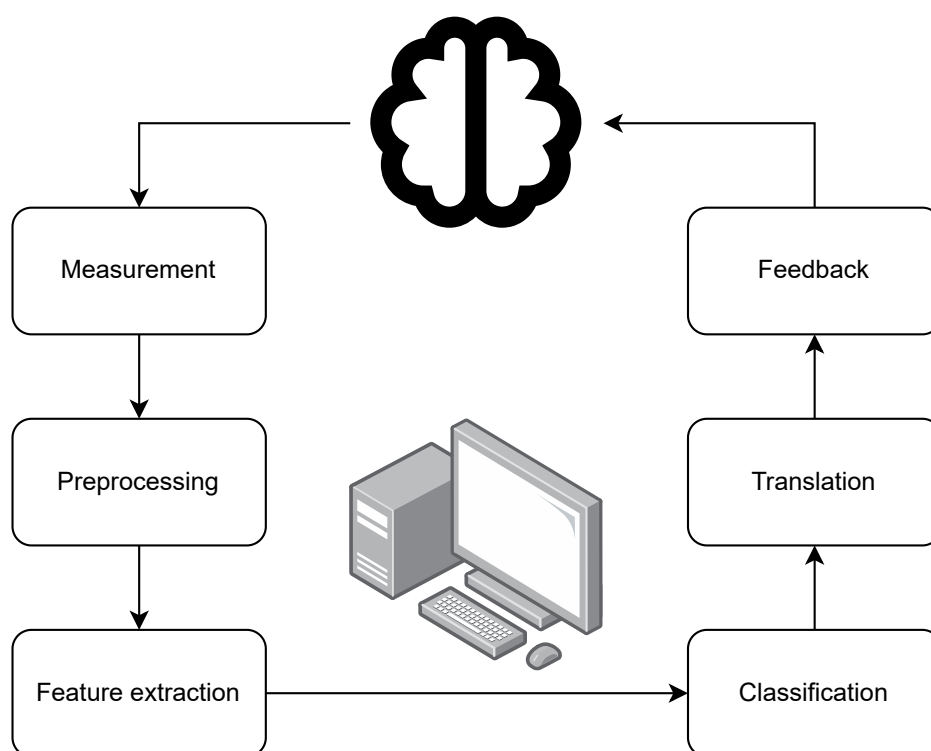 Measurement
Feedback
Preprocessing
Translation
Feature extraction
Classification